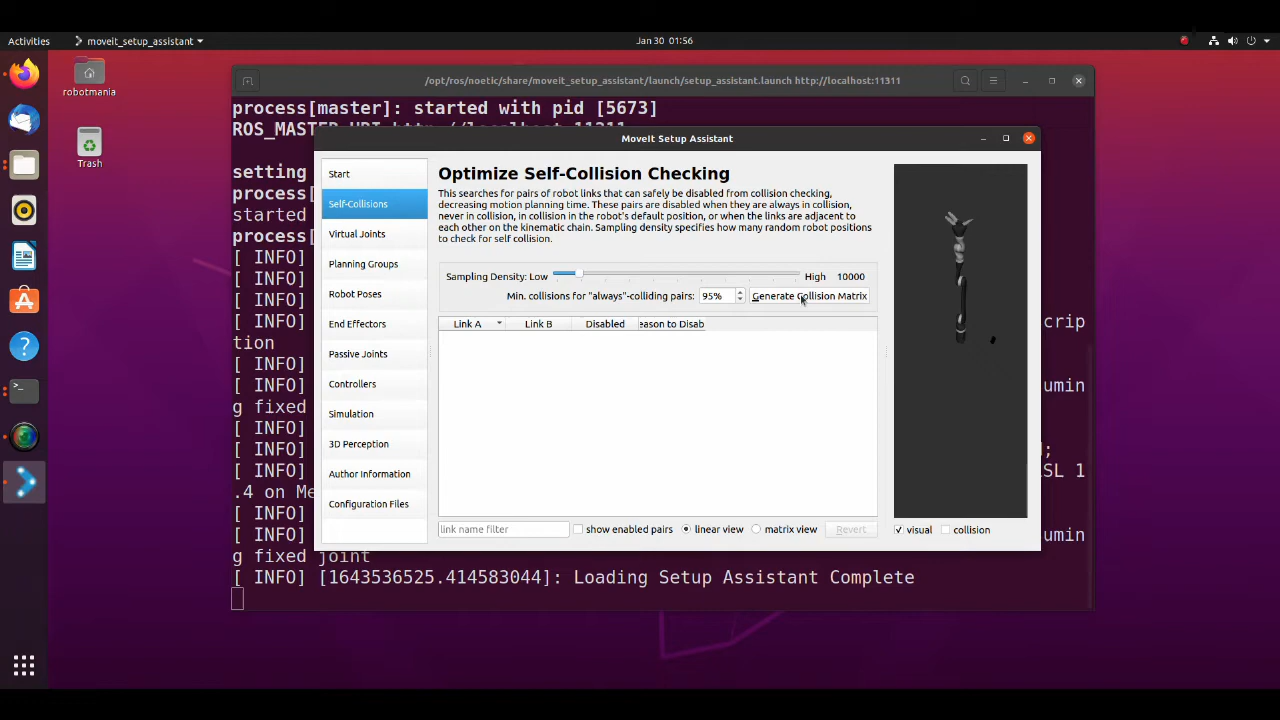 Activities
moveit_setup_assistant
Jan 30 01:56
robotmania
Trash
/opt/ros/noetic/share/moveit_setup_assistant/launch/setup_assistant.launch http://localhost:11311
process[master]: started with pid [5673]
ROS_MASTER_URI=http://localhost:11311
setting
process[
started
process[
[ INFO]
[ INFO]
[ INFO]
[ INFO] crip
tion
[ INFO]
[ INFO] umin
g fixed
[ INFO]
[ INFO] d;
[ INFO] SL 1
.4 on Me
[ INFO]
[ INFO] umin
g fixed joint
[ INFO] [1643536525.414583044]: Loading Setup Assistant Complete
MoveIt Setup Assistant
Start
Self-Collisions
Virtual Joints
Planning Groups
Robot Poses
End Effectors
Passive Joints
Controllers
Simulation
3D Perception
Author Information
Configuration Files
Optimize Self-Collision Checking
This searches for pairs of robot links that can safely be disabled from collision checking,
decreasing motion planning time. These pairs are disabled when they are always in collision,
never in collision, in collision in the robot's default position, or when the links are adjacent to
each other on the kinematic chain. Sampling density specifies how many random robot positions
to check for self collision.
Sampling Density: Low High 10000
Min. collisions for "always"-colliding pairs: 95% Generate Collision Matrix
Link A Link B Disabled eason to Disab
link name filter show enabled pairs linear view matrix view Revert
visual collision